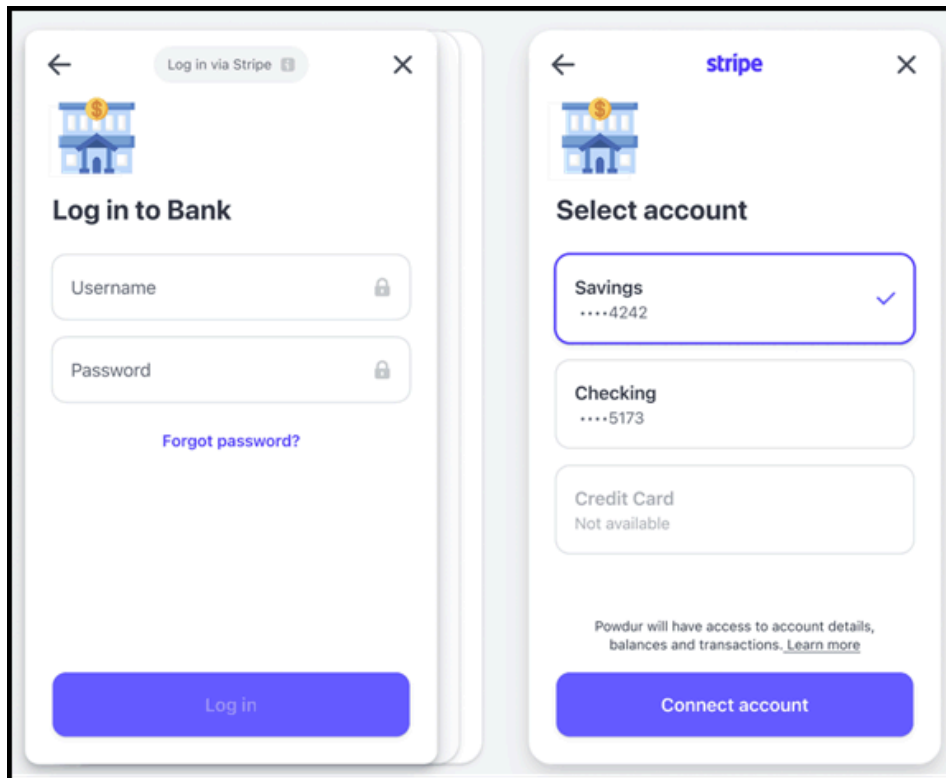 Log in via Stripe
Log in to Bank
Username
Password
Forgot password?
Log in
stripe
Select account
Savings
····4242
Checking
····5173
Credit Card
Not available
Powdur will have access to account details,
balances and transactions. Learn more
Connect account